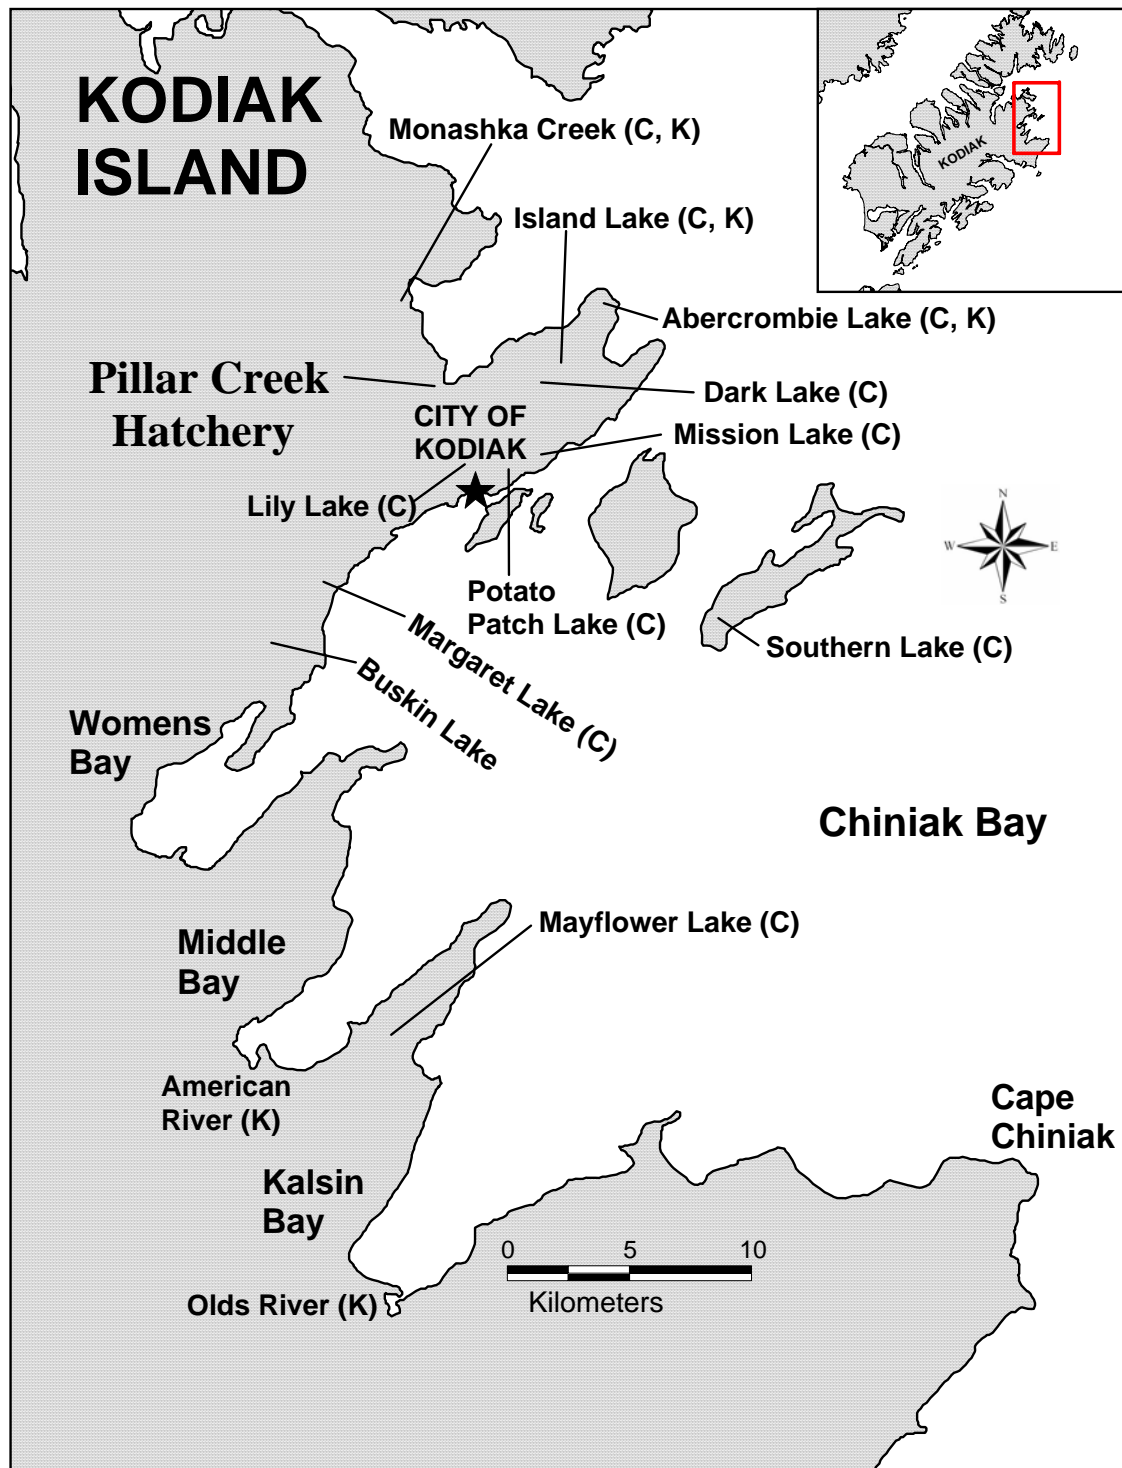 KODIAK
ISLAND
Monashka Creek (C, K)
Island Lake (C, K)
KODIAK
Abercrombie Lake (C, K)
Pillar Creek
Hatchery
Dark Lake (C)
CITY OF
KODIAK
Mission Lake (C)
Lily Lake (C)
N
W
E
S
Potato
Patch Lake (C)
Southern Lake (C)
Margaret Lake (C)
Buskin Lake
Womens
Bay
Chiniak Bay
Mayflower Lake (C)
Middle
Bay
American
River (K)
Cape
Chiniak
Kalsin
Bay
0 5 10
Kilometers
Olds River (K)